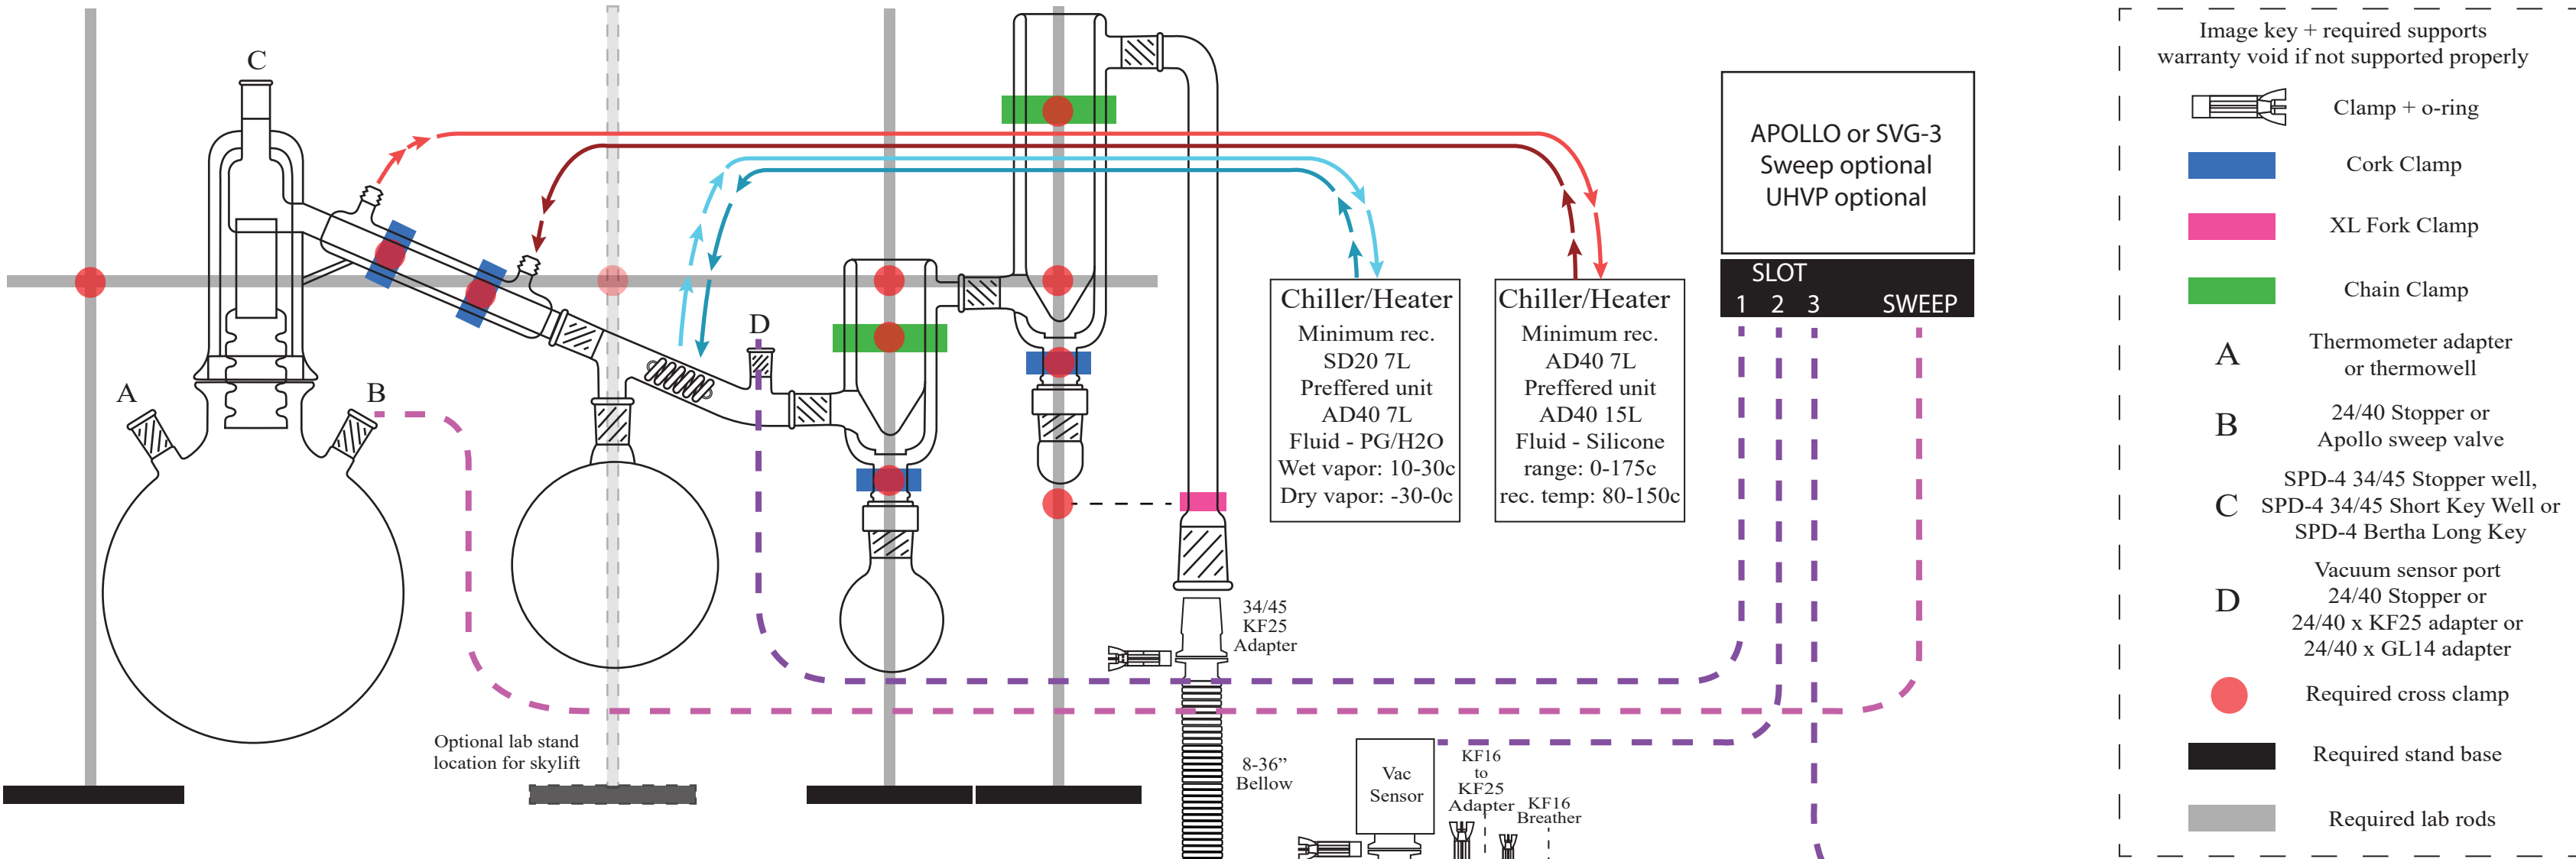 C
A
B
D
Optional lab stand
location for skylift
34/45
KF25
Adapter
8-36”
Bellow
Chiller/Heater
Minimum rec.
SD20 7L
Preffered unit
AD40 7L
Fluid - PG/H2O
Wet vapor: 10-30c
Dry vapor: -30-0c
Chiller/Heater
Minimum rec.
AD40 7L
Preffered unit
AD40 15L
Fluid - Silicone
range: 0-175c
rec. temp: 80-150c
APOLLO or SVG-3
Sweep optional
UHVP optional
SLOT
1 2 3 SWEEP
Vac
Sensor
KF16
to
KF25
Adapter
KF16
Breather
Image key + required supports
warranty void if not supported properly
Clamp + o-ring
Cork Clamp
XL Fork Clamp
Chain Clamp
A
Thermometer adapter
or thermowell
B
24/40 Stopper or
Apollo sweep valve
C
SPD-4 34/45 Stopper well,
SPD-4 34/45 Short Key Well or
SPD-4 Bertha Long Key
D
Vacuum sensor port
24/40 Stopper or
24/40 x KF25 adapter or
24/40 x GL14 adapter
Required cross clamp
Required stand base
Required lab rods